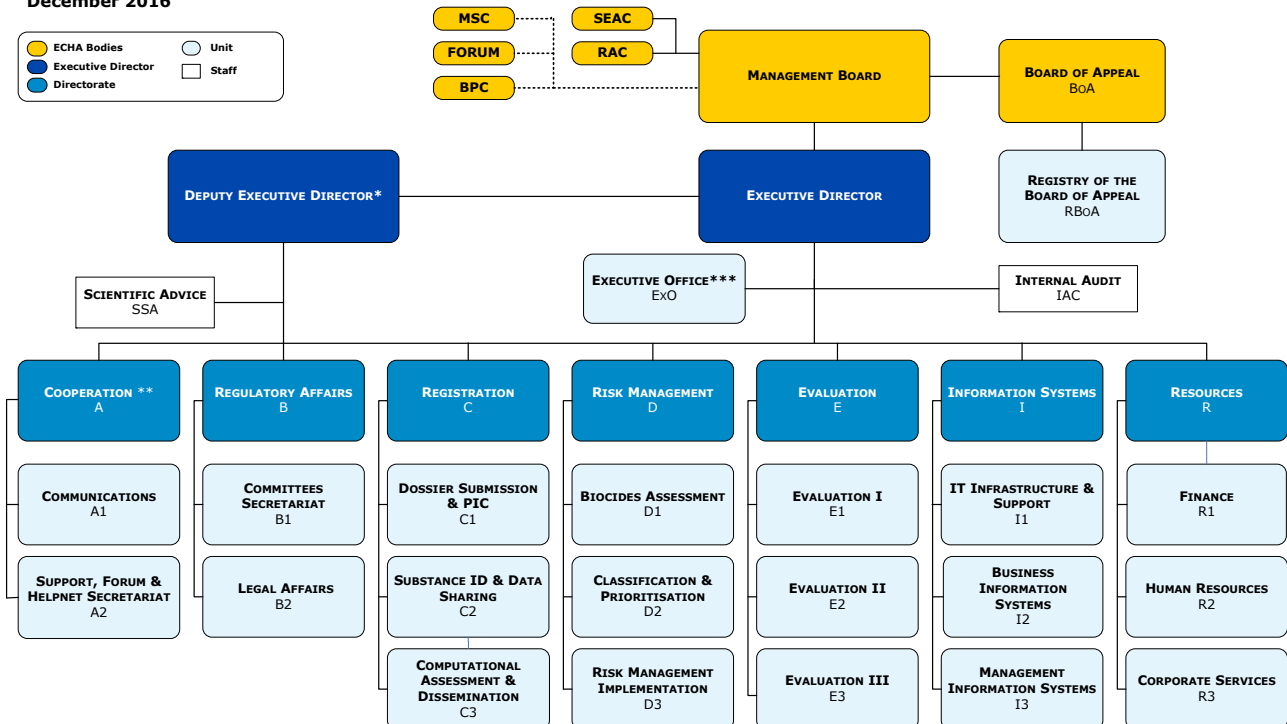 December 2016
ECHA Bodies
Unit
Executive Director
Staff
Directorate
MSC
SEAC
FORUM
RAC
BPC
MANAGEMENT BOARD
BOARD OF APPEAL
BOA
DEPUTY EXECUTIVE DIRECTOR*
EXECUTIVE DIRECTOR
REGISTRY OF THE
BOARD OF APPEAL
RBOA
SCIENTIFIC ADVICE
SSA
EXECUTIVE OFFICE***
EXO
INTERNAL AUDIT
IAC
COOPERATION **
A
REGULATORY AFFAIRS
B
REGISTRATION
C
RISK MANAGEMENT
D
EVALUATION
E
INFORMATION SYSTEMS
I
RESOURCES
R
COMMUNICATIONS
A1
COMMITTEES
SECRETARIAT
B1
DOSSIER SUBMISSION
& PIC
C1
BIOCIDES ASSESSMENT
D1
EVALUATION I
E1
IT INFRASTRUCTURE &
SUPPORT
I1
FINANCE
R1
SUPPORT, FORUM &
HELPNET SECRETARIAT
A2
LEGAL AFFAIRS
B2
SUBSTANCE ID & DATA
SHARING
C2
CLASSIFICATION &
PRIORITISATION
D2
EVALUATION II
E2
BUSINESS
INFORMATION
SYSTEMS
I2
HUMAN RESOURCES
R2
COMPUTATIONAL
ASSESSMENT &
DISSEMINATION
C3
RISK MANAGEMENT
IMPLEMENTATION
D3
EVALUATION III
E3
MANAGEMENT
INFORMATION SYSTEMS
I3
CORPORATE SERVICES
R3